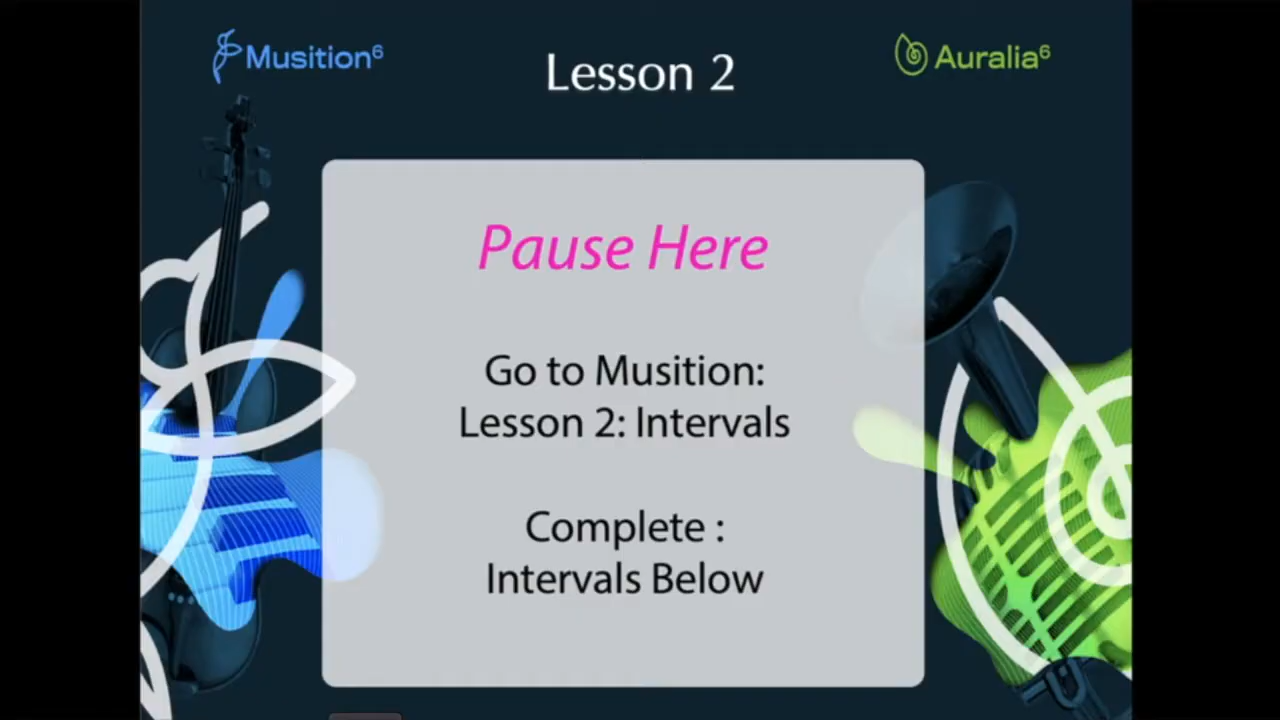 Musition⁶
Lesson 2
Auralia⁶
Pause Here
Go to Musition:
Lesson 2: Intervals
Complete :
Intervals Below